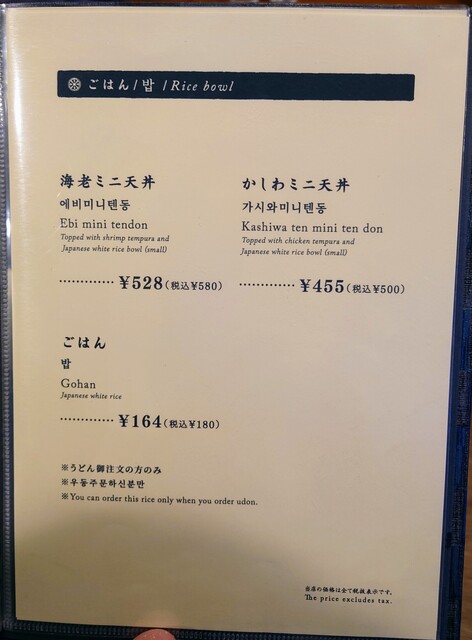 ごはん/밥 /Rice bowl
海老ミニ天丼
에비미니텐동
Ebi mini tendon
Topped with shrimp tempura and
Japanese white rice bowl (small)
············ ¥528(税込¥580)
かしわミニ天丼
가시와미니텐동
Kashiwa ten mini ten don
Topped with chicken tempura and
Japanese white rice bowl (small)
············ ¥455(税込¥500)
ごはん
밥
Gohan
Japanese white rice
············ ¥164(税込¥180)
※うどん御注文の方のみ
※우동주문하신분만
※You can order this rice only when you order udon.
当店の価格は全て税抜表示です。
The price excludes tax.